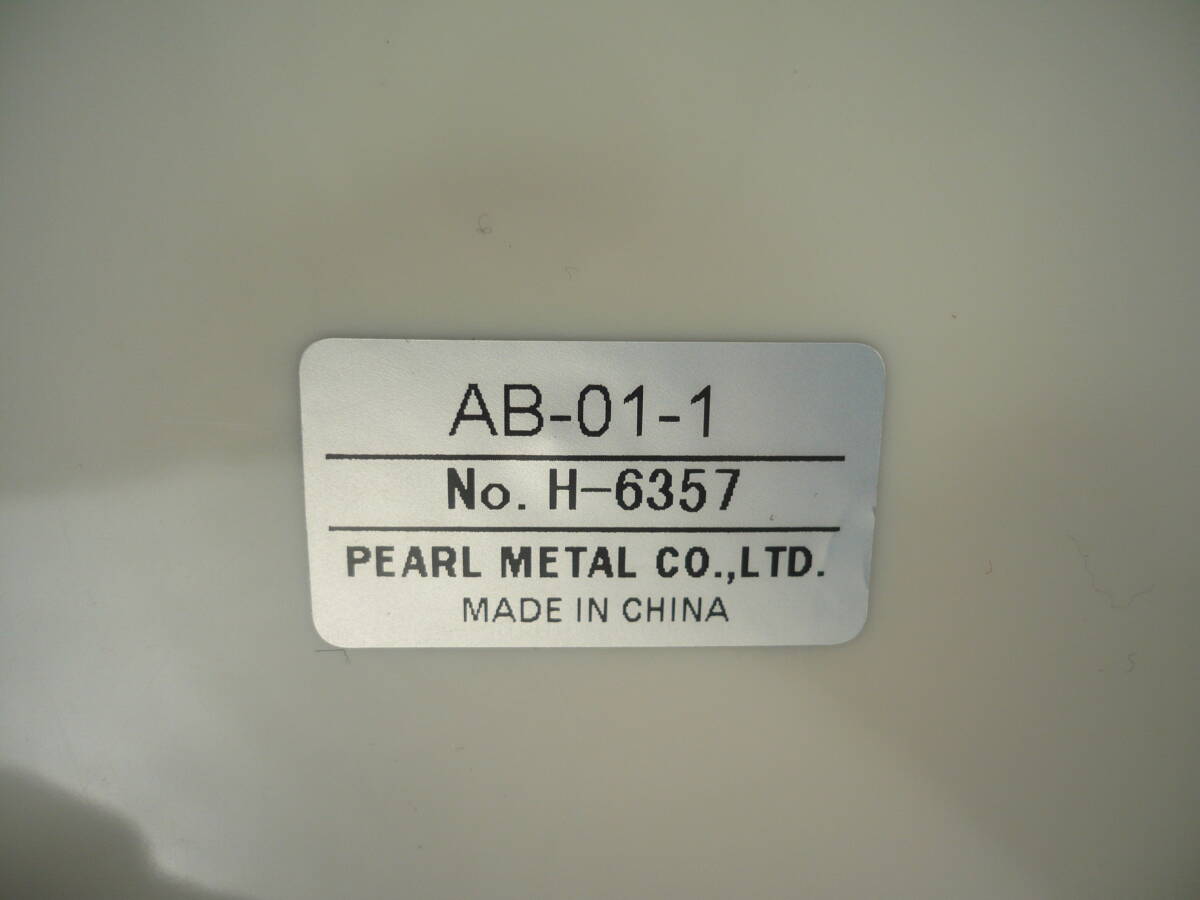 AB-01-1
No. H-6357
PEARL METAL CO.,LTD.
MADE IN CHINA